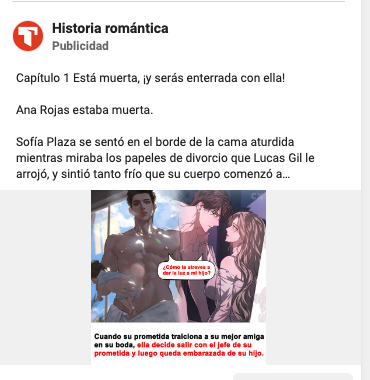 Historia romántica
Publicidad
Capítulo 1 Está muerta, ¡y serás enterrada con ella!
Ana Rojas estaba muerta.
Sofía Plaza se sentó en el borde de la cama aturdida
mientras miraba los papeles de divorcio que Lucas Gil le
arrojó, y sintió tanto frío que su cuerpo comenzó a...
¿Cómo te atreves a
dar la luz a mi hijo?
Cuando su prometida traiciona a su mejor amiga
en su boda, ella decide salir con el jefe de su
prometida y luego queda embarazada de su hijo.